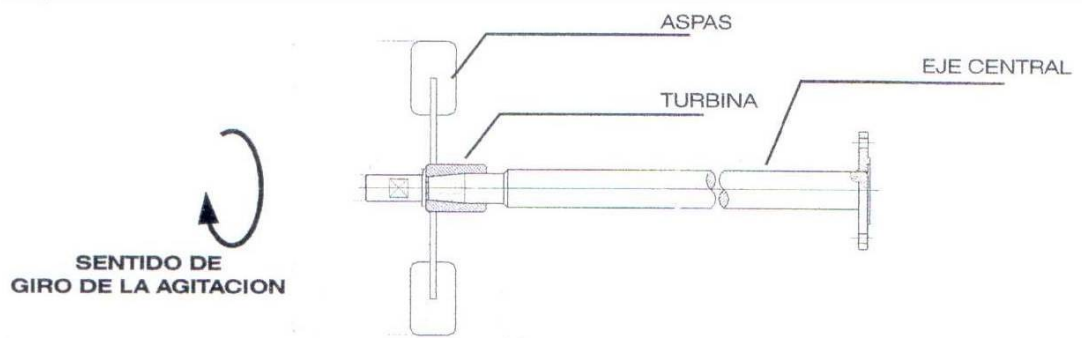 ASPAS
EJE CENTRAL
TURBINA
SENTIDO DE
GIRO DE LA AGITACION